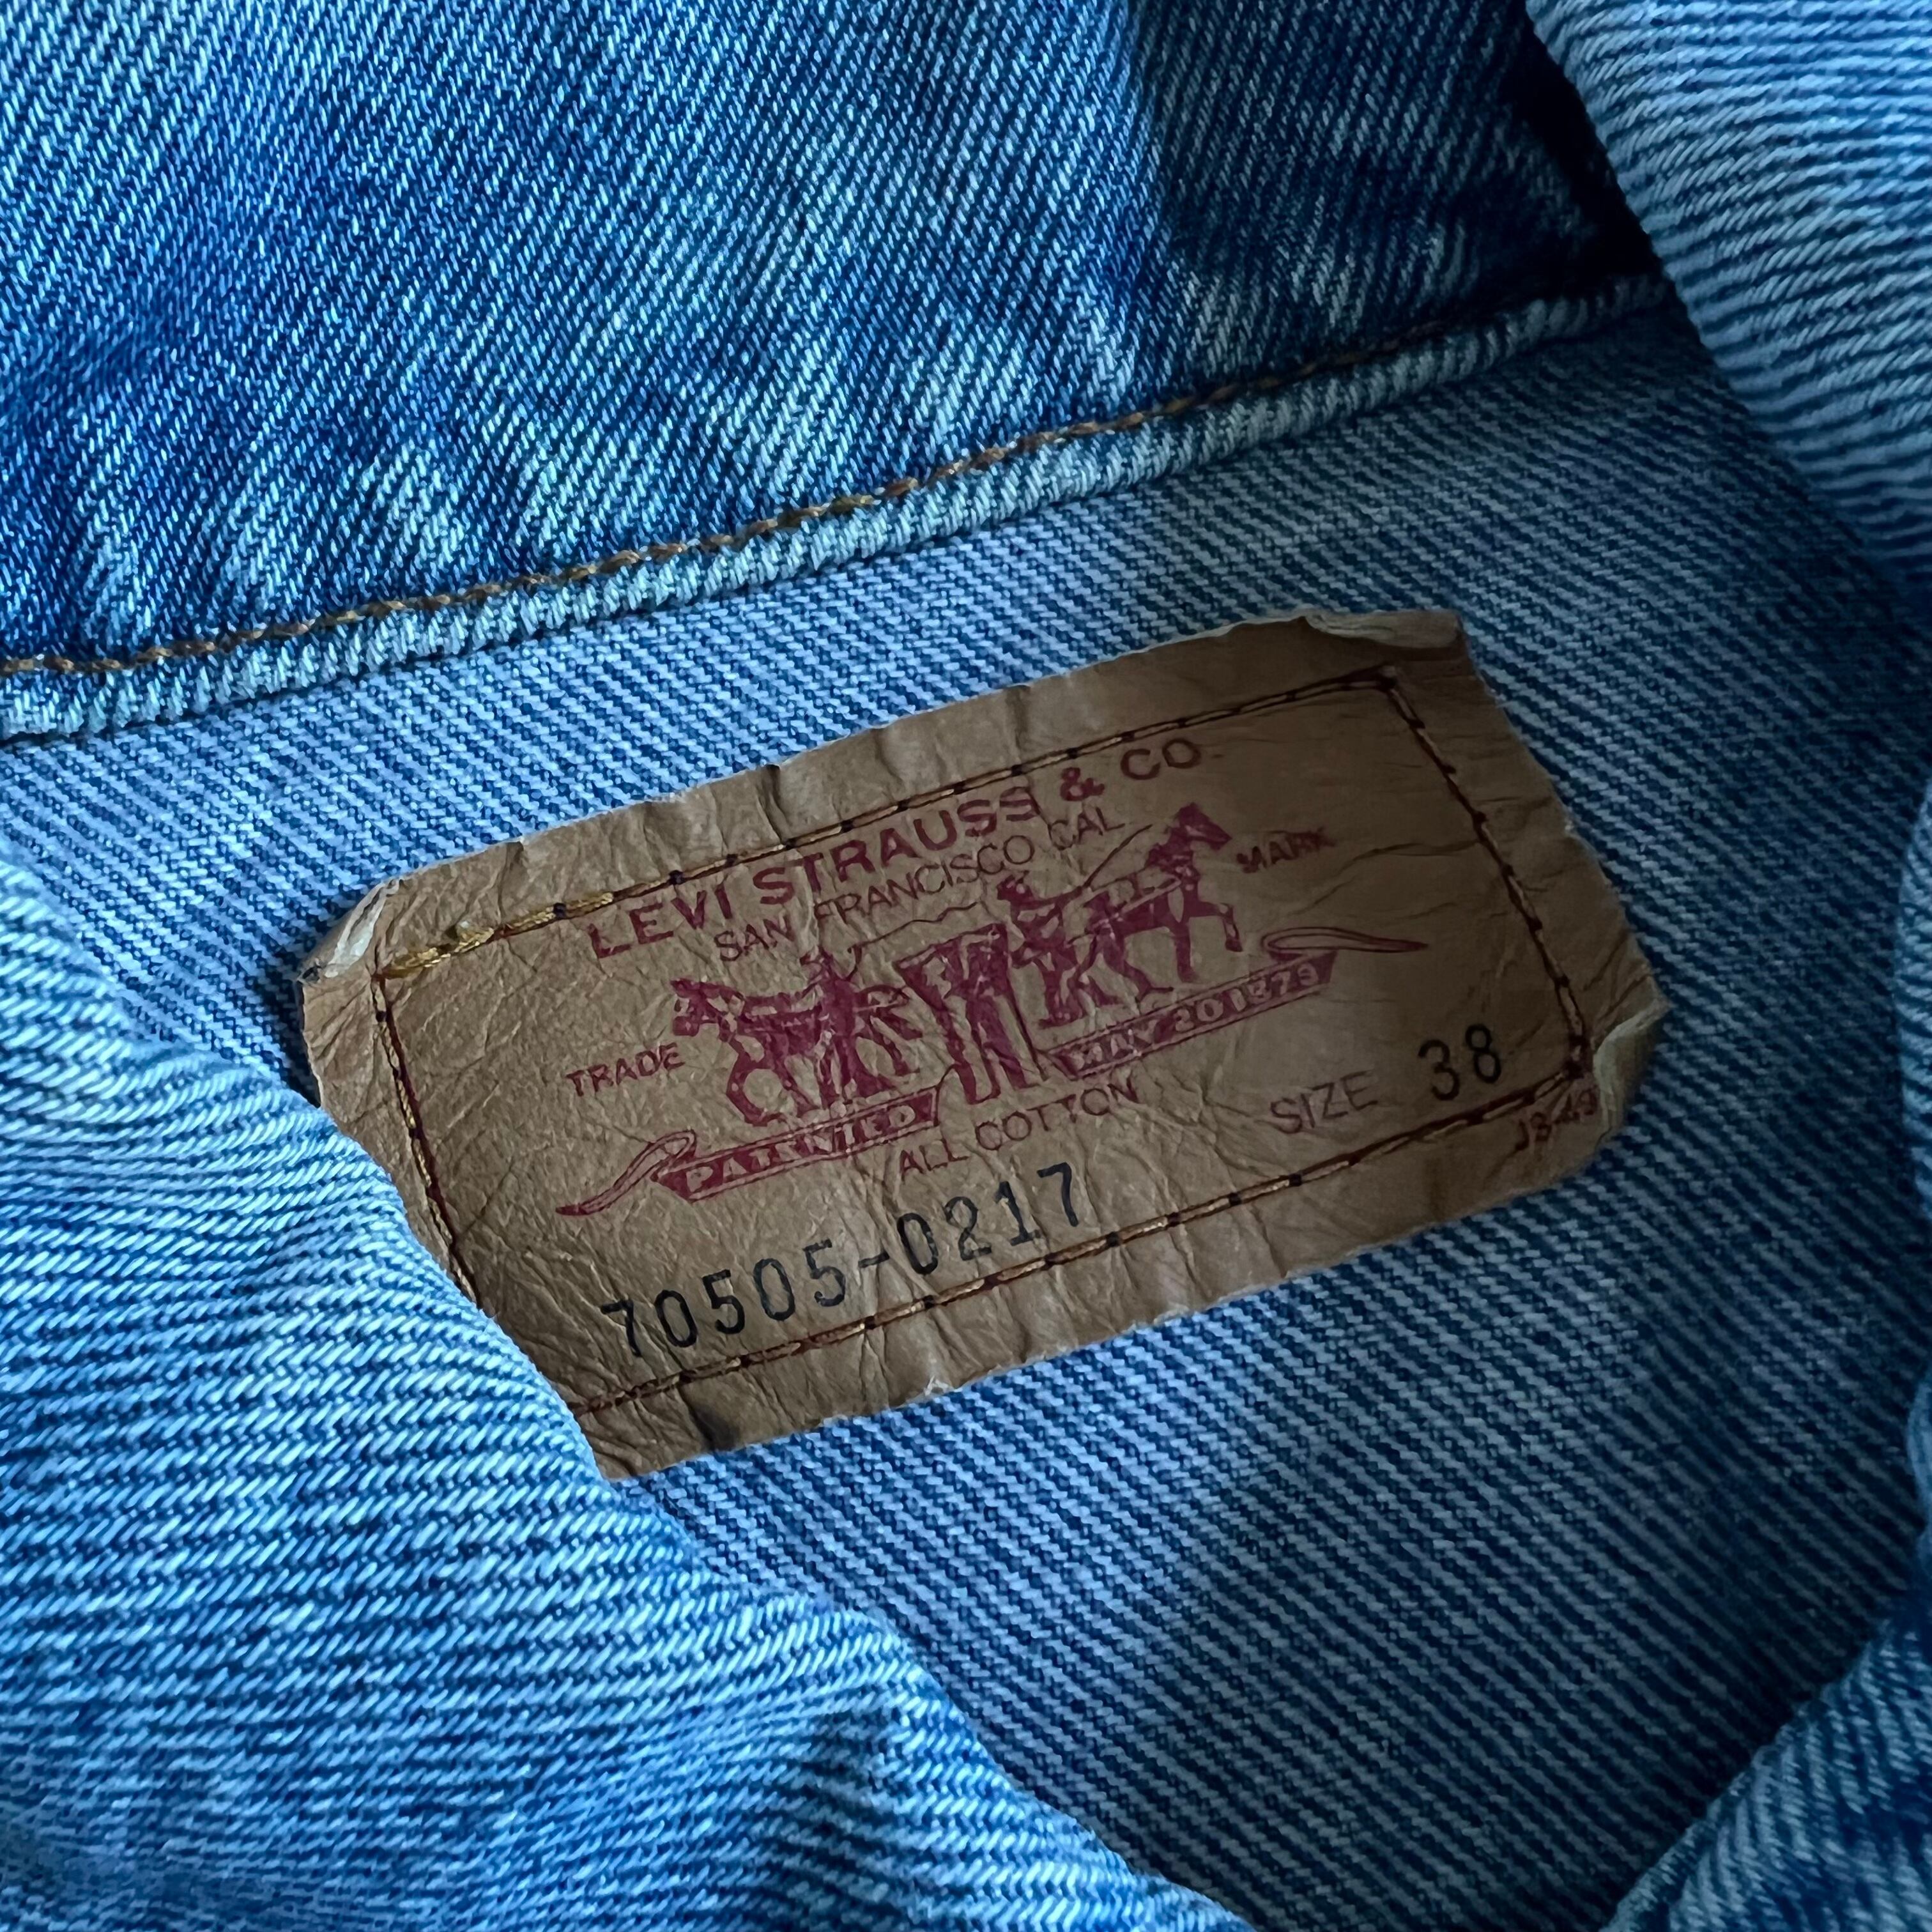 LEVI STRAUSS & CO
SAN FRANCISCO CAL
TRADE MARK
PATENTED MAY 20 1873
ALL COTTON
SIZE 38
70505-0217